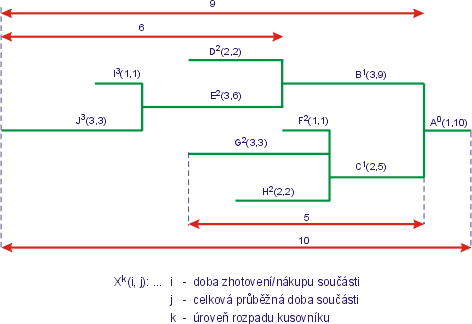 9
6
D²(2,2)
I³(1,1)
B¹(3,9)
E²(3,6)
J³(3,3)
F²(1,1)
A⁰(1,10)
G²(3,3)
C¹(2,5)
H²(2,2)
5
10
Xᵏ(i, j): ... i - doba zhotovení/nákupu součásti
j - celková průběžná doba součásti
k - úroveň rozpadu kusovníku